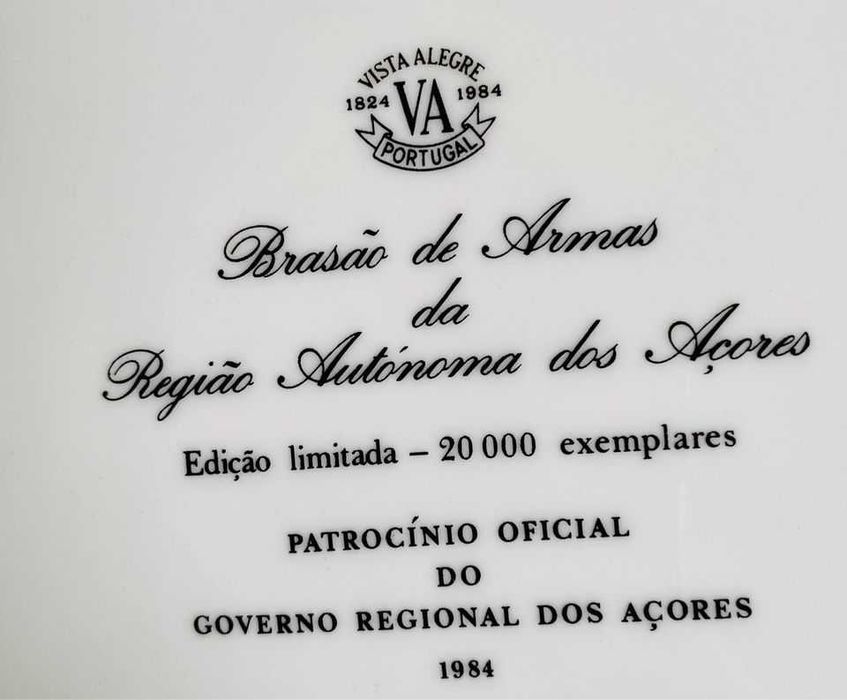 VISTA ALEGRE
1824 VA 1984
PORTUGAL
Brasão de Armas
da
Região Autónoma dos Açores
Edição limitada – 20 000 exemplares
PATROCÍNIO OFICIAL
DO
GOVERNO REGIONAL DOS AÇORES
1984